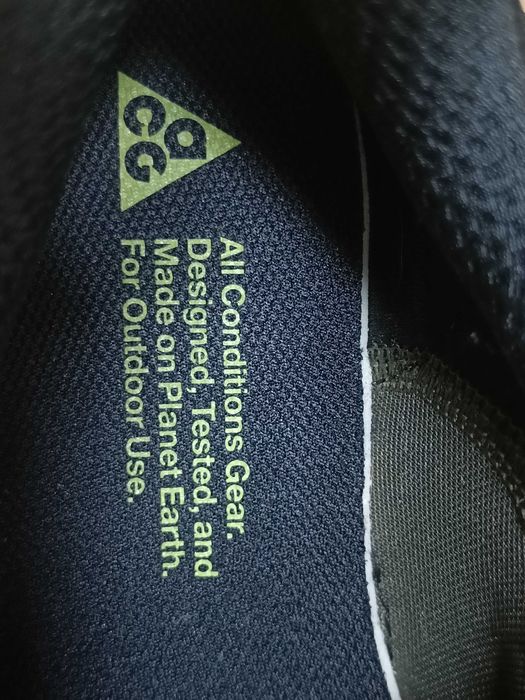 ACG
All Conditions Gear.
Designed, Tested, and
Made on Planet Earth.
For Outdoor Use.